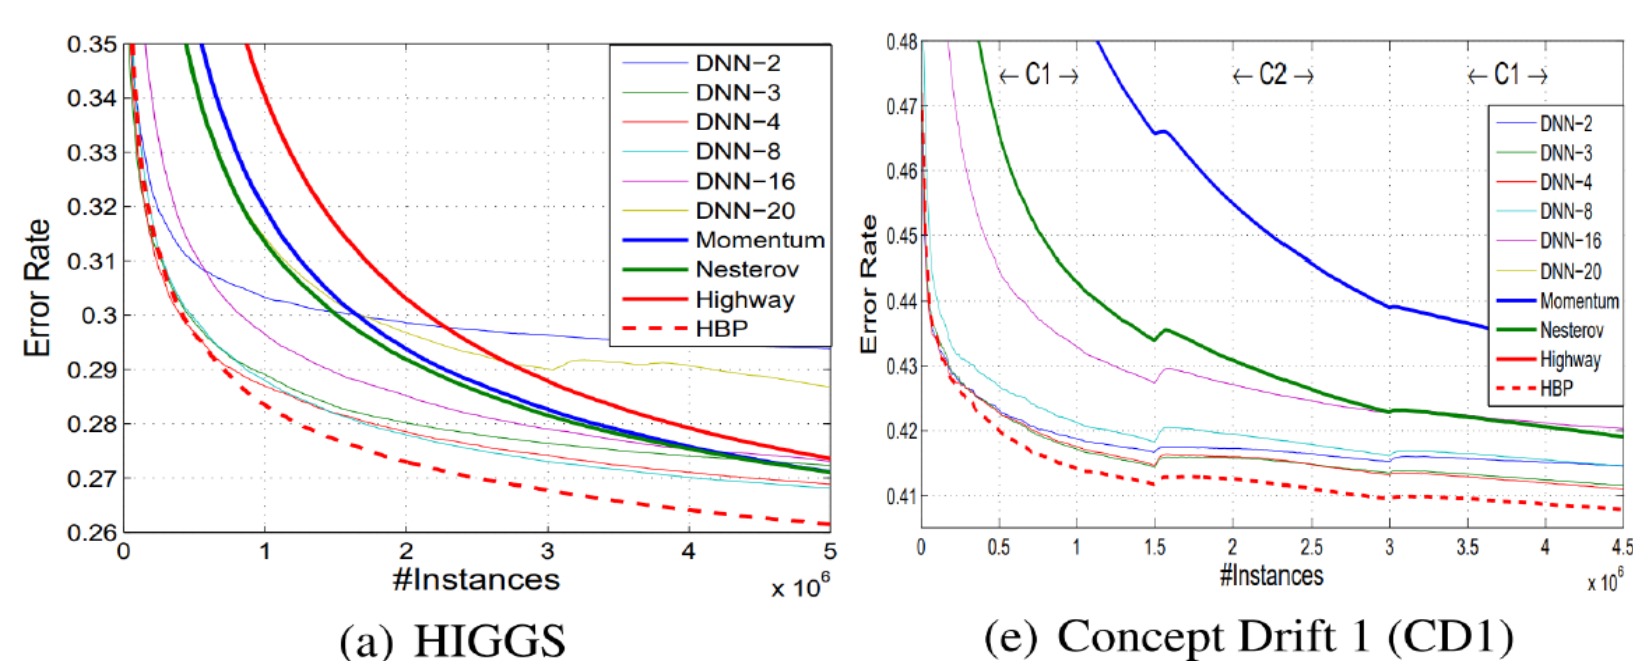 0.35
0.34
0.33
0.32
0.31
0.3
0.29
0.28
0.27
0.26
Error Rate
DNN−2
DNN−3
DNN−4
DNN−8
DNN−16
DNN−20
Momentum
Nesterov
Highway
HBP
0 1 2 3 4 5
#Instances
x 10⁶
(a) HIGGS
0.48
0.47
0.46
0.45
0.44
0.43
0.42
0.41
Error Rate
← C1 → ← C2 → ← C1 →
DNN−2
DNN−3
DNN−4
DNN−8
DNN−16
DNN−20
Momentum
Nesterov
Highway
HBP
0 0.5 1 1.5 2 2.5 3 3.5 4 4.5
#Instances
x 10⁶
(e) Concept Drift 1 (CD1)